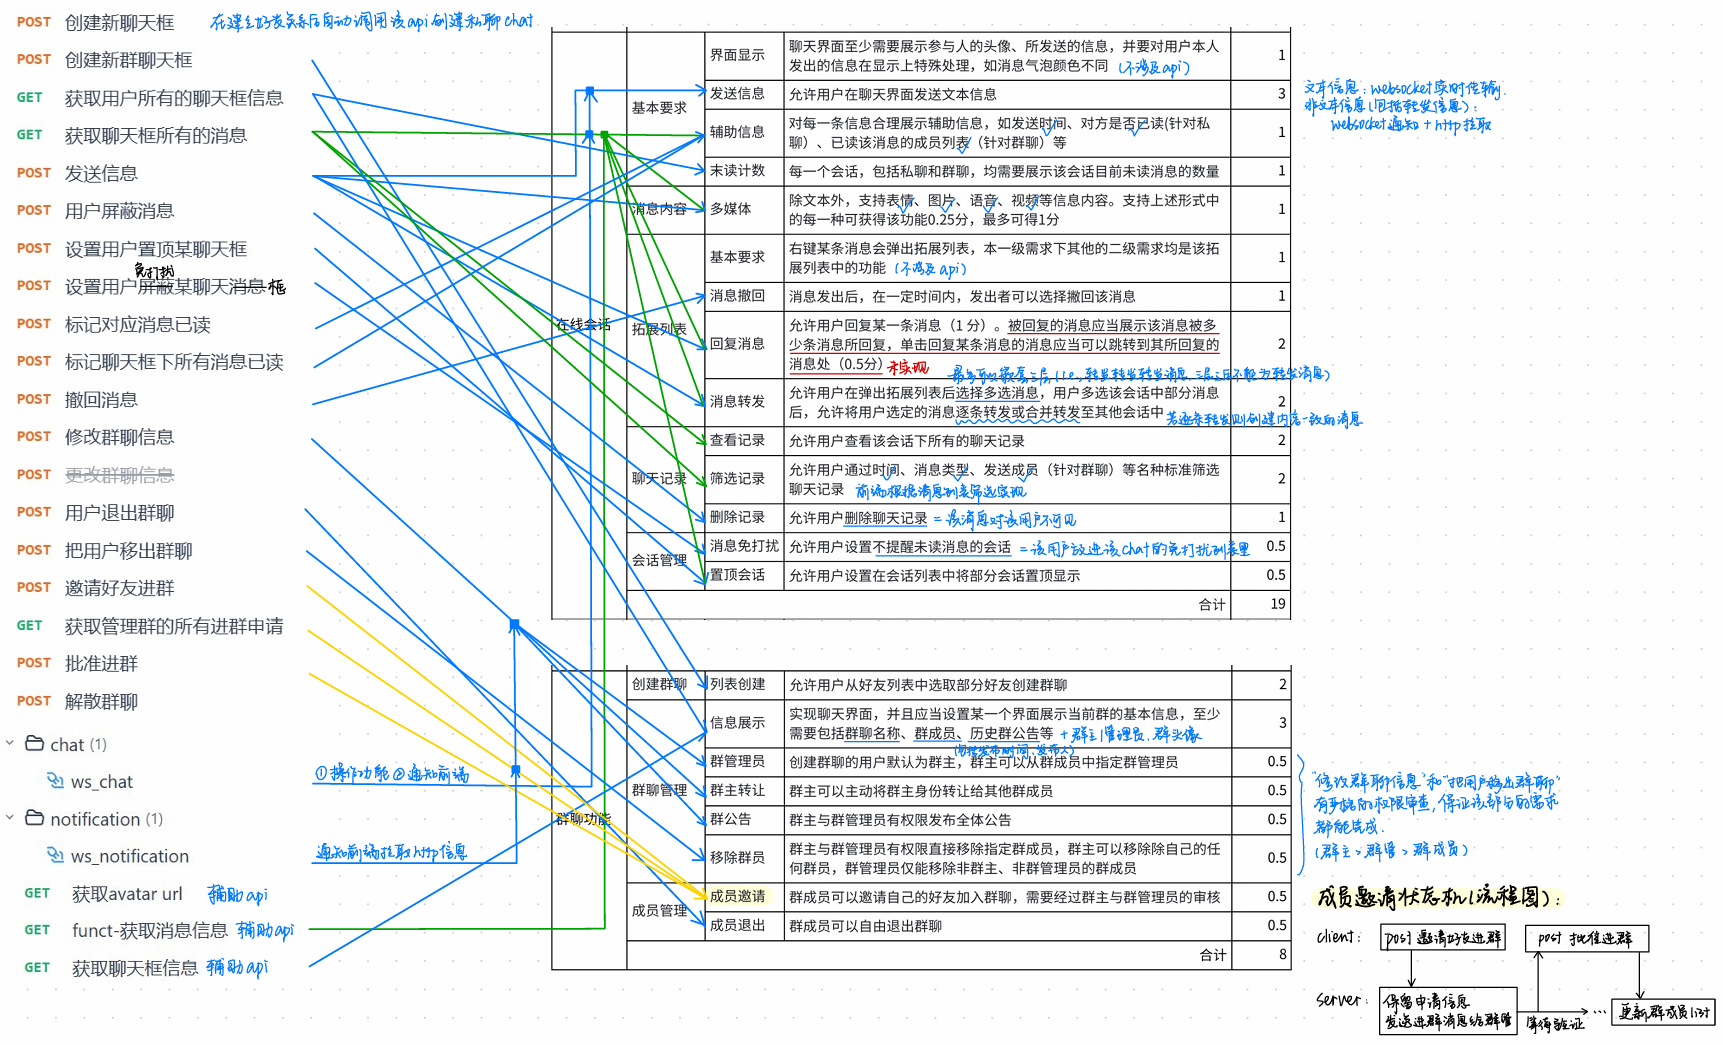 POST 创建新聊天框 在建立好友关系后自动调用该api创建私聊chat
POST 创建新群聊天框
GET 获取用户所有的聊天框信息
GET 获取聊天框所有的消息
POST 发送信息
POST 用户屏蔽消息
POST 设置用户置顶某聊天框
免打扰
POST 设置用户屏蔽某聊天消息框
POST 标记对应消息已读
POST 标记聊天框下所有消息已读
POST 撤回消息
POST 修改群聊信息
POST 更改群聊信息
POST 用户退出群聊
POST 把用户移出群聊
POST 邀请好友进群
GET 获取管理群的所有进群申请
POST 批准进群
POST 解散群聊
chat (1)
ws_chat
①操作功能 ②通知前端
notification (1)
ws_notification
通知前端拉取http信息
GET 获取avatar url 辅助api
GET funct-获取消息信息 辅助api
GET 获取聊天框信息 辅助api
在线会话
基本要求
界面显示
聊天界面至少需要展示参与人的头像、所发送的信息，并要对用户本人
发出的信息在显示上特殊处理，如消息气泡颜色不同 (不涉及api)
1
发送信息 允许用户在聊天界面发送文本信息 3
辅助信息
对每一条信息合理展示辅助信息，如发送时间、对方是否已读(针对私
聊）、已读该消息的成员列表（针对群聊）等
1
未读计数 每一个会话，包括私聊和群聊，均需要展示该会话目前未读消息的数量 1
消息内容 多媒体
除文本外，支持表情、图片、语音、视频等信息内容。支持上述形式中
的每一种可获得该功能0.25分，最多可得1分
1
拓展列表
基本要求
右键某条消息会弹出拓展列表，本一级需求下其他的二级需求均是该拓
展列表中的功能 (不涉及api)
1
消息撤回 消息发出后，在一定时间内，发出者可以选择撤回该消息 1
回复消息
允许用户回复某一条消息（1 分）。被回复的消息应当展示该消息被多
少条消息所回复，单击回复某条消息的消息应当可以跳转到其所回复的
消息处（0.5分） 未实现
2
最多可以嵌套三层(i.e.,转发转发转发消息,三层后不能为转发消息)
消息转发
允许用户在弹出拓展列表后选择多选消息，用户多选该会话中部分消息
后，允许将用户选定的消息逐条转发或合并转发至其他会话中
2
若逐条转发则创建内容一致的消息
聊天记录
查看记录 允许用户查看该会话下所有的聊天记录 2
筛选记录
允许用户通过时间、消息类型、发送成员（针对群聊）等名种标准筛选
聊天记录 前端根据消息列表筛选实现
2
删除记录 允许用户删除聊天记录 = 该消息对该用户不可见 1
会话管理
消息免打扰 允许用户设置不提醒未读消息的会话 = 该用户放进该chat的免打扰列表里 0.5
置顶会话 允许用户设置在会话列表中将部分会话置顶显示 0.5
合计 19
文本信息：websocket实时传输.
非文本信息(包括转发信息)：
websocket通知+http拉取
群聊功能
创建群聊 列表创建 允许用户从好友列表中选取部分好友创建群聊 2
群聊管理
信息展示
实现聊天界面，并且应当设置某一个界面展示当前群的基本信息，至少
需要包括群聊名称、群成员、历史群公告等 + 群主|管理员.群头像
(包括发布时间,发布人)
3
群管理员 创建群聊的用户默认为群主，群主可以从群成员中指定群管理员 0.5
群主转让 群主可以主动将群主身份转让给其他群成员 0.5
群公告 群主与群管理员有权限发布全体公告 0.5
移除群员
群主与群管理员有权限直接移除指定群成员，群主可以移除除自己的任
何群员，群管理员仅能移除非群主、非群管理员的群成员
0.5
成员管理
成员邀请 群成员可以邀请自己的好友加入群聊，需要经过群主与群管理员的审核 0.5
成员退出 群成员可以自由退出群聊 0.5
合计 8
"修改群聊信息"和"把用户移出群聊"
有严格的权限审查,保证该部分的需求
都能完成.
(群主 > 群管 > 群成员)
成员邀请状态机(流程图)：
client： post 邀请好友进群 post 批准进群
server： 保留申请信息
发送进群消息给群管
等待验证 … 更新群成员list